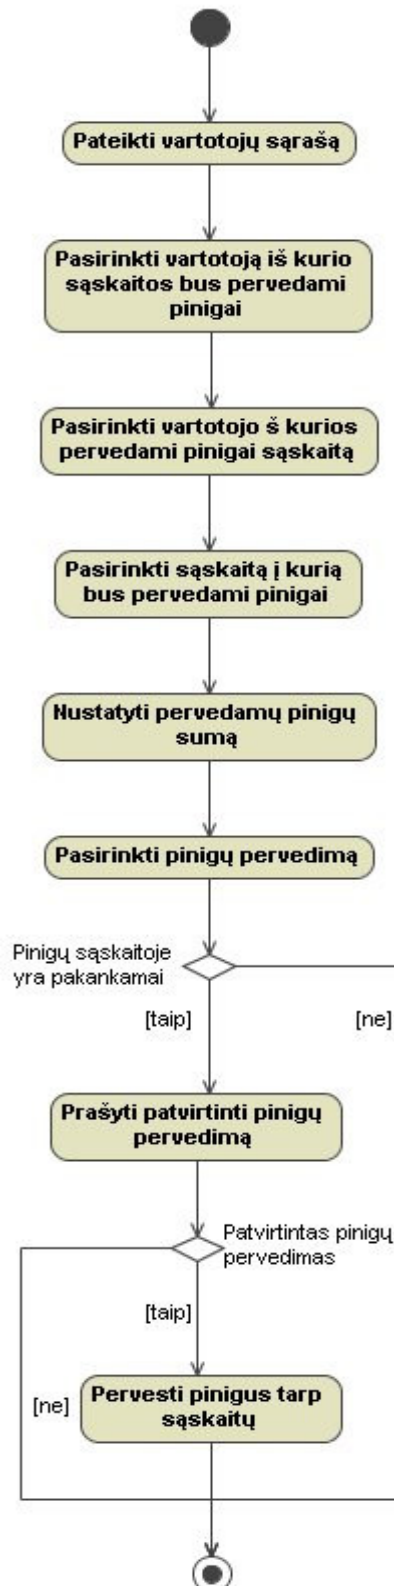 Pateikti vartotojų sąrašą
Pasirinkti vartotoją iš kurio
sąskaitos bus pervedami
pinigai
Pasirinkti vartotojo š kurios
pervedami pinigai sąskaitą
Pasirinkti sąskaitą į kurią
bus pervedami pinigai
Nustatyti pervedamų pinigų
sumą
Pasirinkti pinigų pervedimą
Pinigų sąskaitoje
yra pakankamai
[taip]
[ne]
Prašyti patvirtinti pinigų
pervedimą
Patvirtintas pinigų
pervedimas
[taip]
[ne]
Pervesti pinigus tarp
sąskaitų